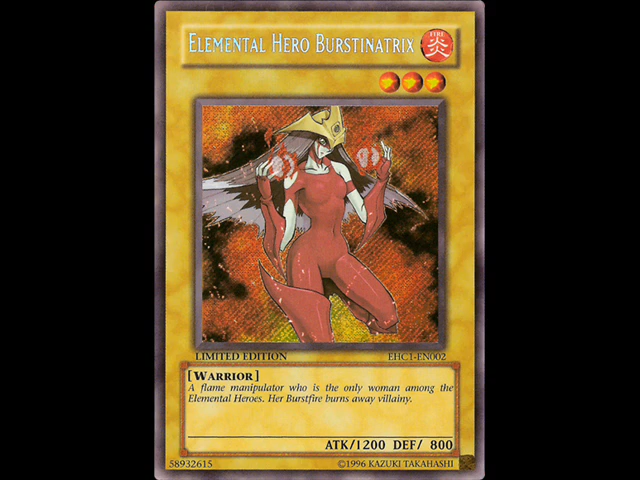 ELEMENTAL HERO BURSTINATRIX
FIRE
炎
LIMITED EDITION EHC1-EN002
[WARRIOR]
A flame manipulator who is the only woman among the
Elemental Heroes. Her Burstfire burns away villainy.
ATK/1200 DEF/ 800
58932615 ©1996 KAZUKI TAKAHASHI